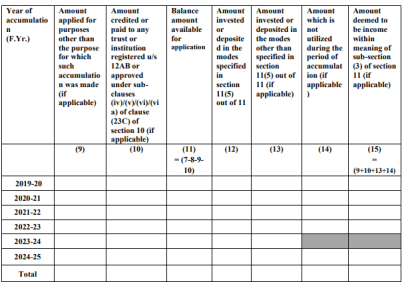 Year of
accumulatio
n
(F.Yr.)
Amount
applied for
purposes
other than
the purpose
for which
such
accumulatio
n was made
(if
applicable)
Amount
credited or
paid to any
trust or
institution
registered u/s
12AB or
approved
under sub-
clauses
(iv)/(v)/(vi)/(vi
a) of clause
(23C) of
section 10 (if
applicable)
Balance
amount
available
for
application
Amount
invested
or
deposite
d in the
modes
specified
in
section
11(5)
out of 11
Amount
invested or
deposited in
the modes
other than
specified in
section
11(5) out of
11 (if
applicable)
Amount
which is
not
utilized
during the
period of
accumulat
ion (if
applicable
)
Amount
deemed to
be income
within
meaning of
sub-section
(3) of section
11 (if
applicable)
(9)
(10)
(11)
= (7-8-9-
10)
(12)
(13)
(14)
(15)
=
(9+10+13+14)
2019-20
2020-21
2021-22
2022-23
2023-24
2024-25
Total